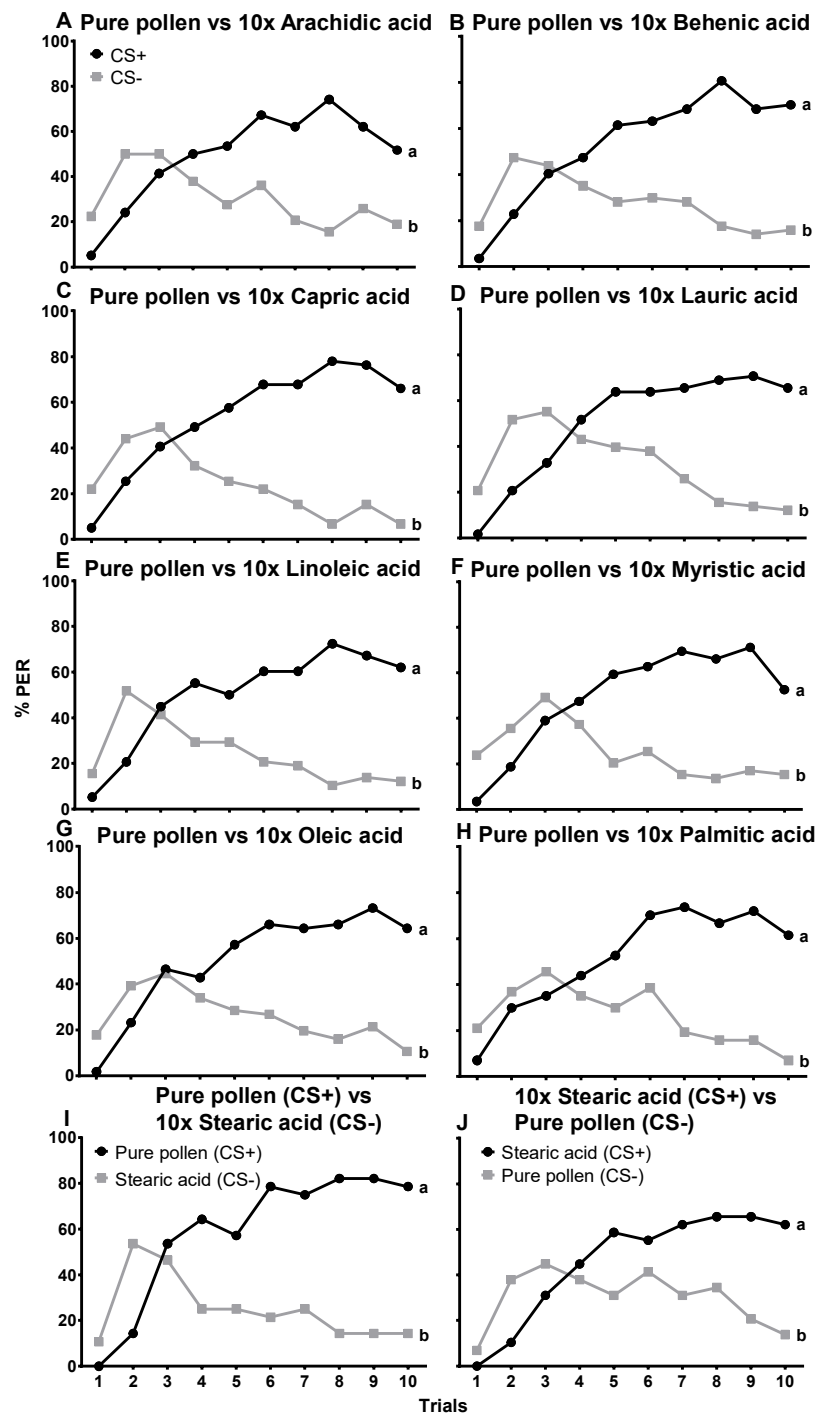 A Pure pollen vs 10x Arachidic acid
100
80
60
40
20
0
CS+
CS-
a
b
B Pure pollen vs 10x Behenic acid
a
b
C Pure pollen vs 10x Capric acid
100
80
60
40
20
0
a
b
D Pure pollen vs 10x Lauric acid
a
b
E Pure pollen vs 10x Linoleic acid
100
80
60
40
20
0
% PER
a
b
F Pure pollen vs 10x Myristic acid
a
b
G Pure pollen vs 10x Oleic acid
100
80
60
40
20
0
a
b
H Pure pollen vs 10x Palmitic acid
a
b
Pure pollen (CS+) vs
I 10x Stearic acid (CS-)
100
80
60
40
20
0
Pure pollen (CS+)
Stearic acid (CS-)
a
b
1 2 3 4 5 6 7 8 9 10
10x Stearic acid (CS+) vs
J Pure pollen (CS-)
Stearic acid (CS+)
Pure pollen (CS-)
a
b
1 2 3 4 5 6 7 8 9 10
Trials